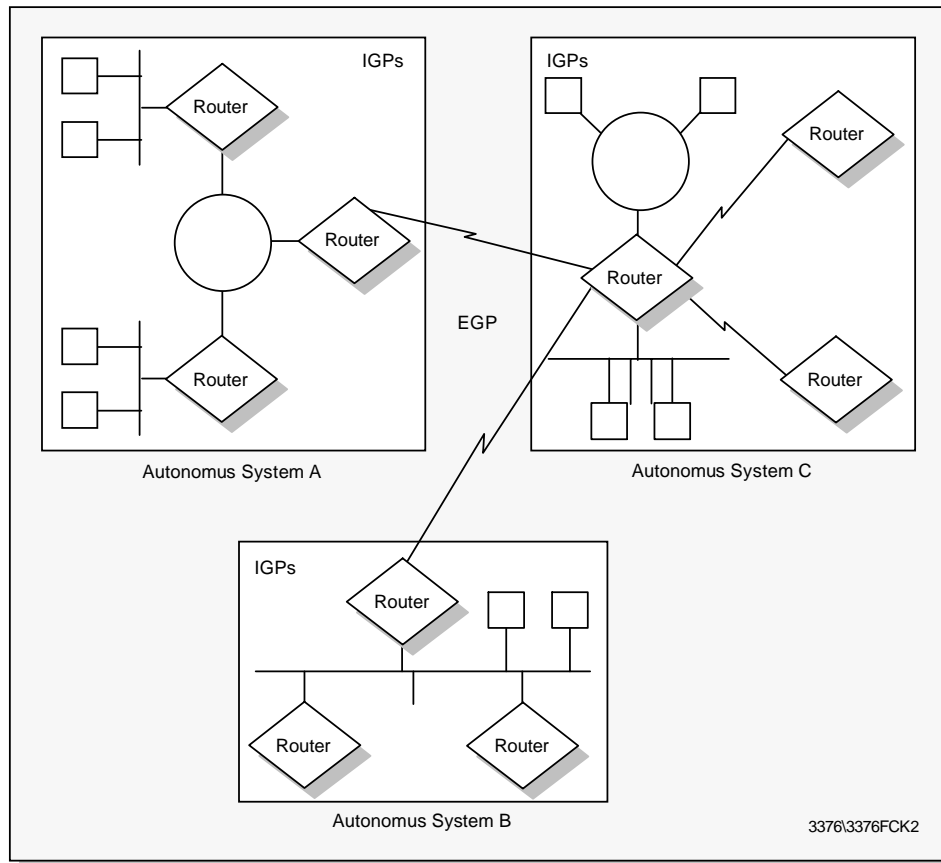 IGPs
Router
Router
Router
Autonomus System A
IGPs
Router
Router
Router
Autonomus System C
EGP
IGPs
Router
Router
Router
Autonomus System B
3376\3376FCK2